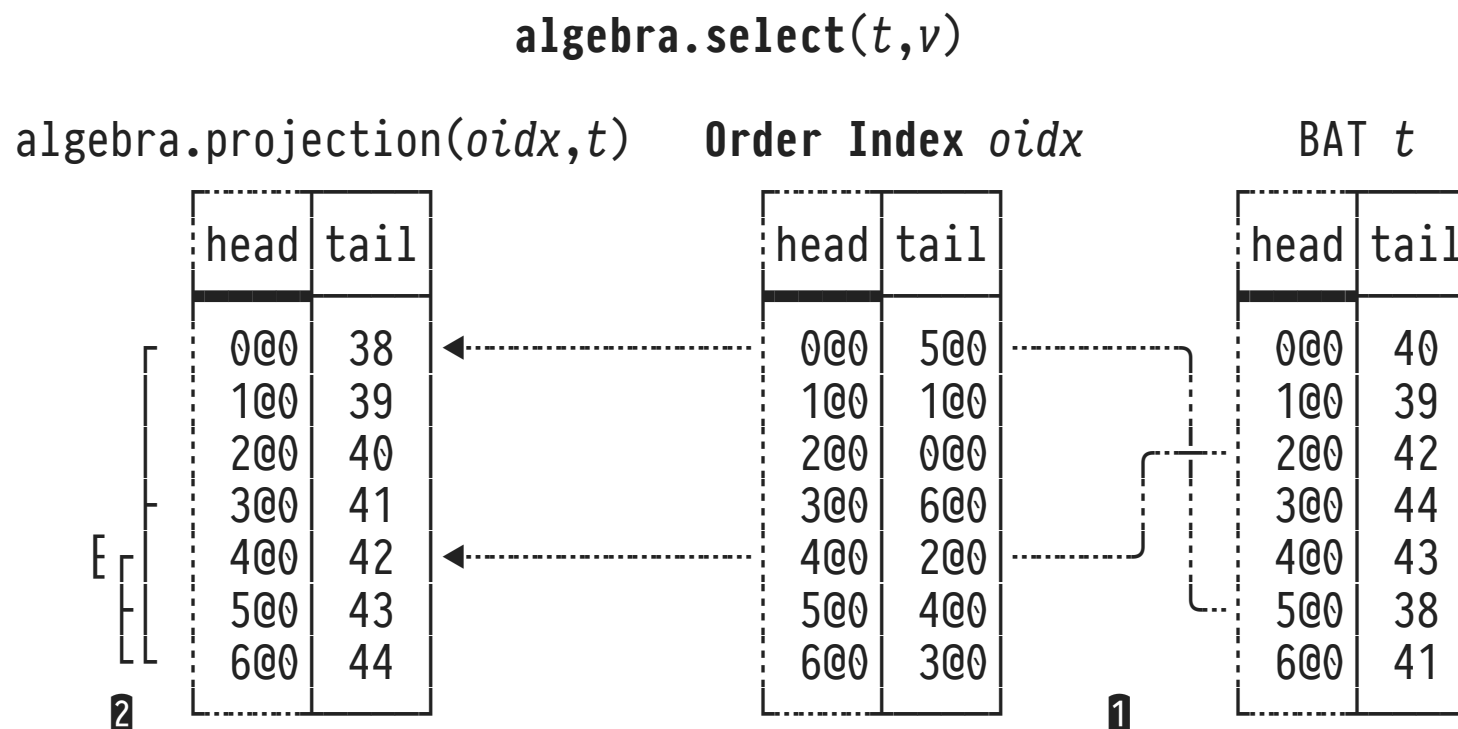 algebra.select(t,v)
algebra.projection(oidx,t) Order Index oidx BAT t
head tail head tail head tail
0@0 38 0@0 5@0 0@0 40
1@0 39 1@0 1@0 1@0 39
2@0 40 2@0 0@0 2@0 42
3@0 41 3@0 6@0 3@0 44
4@0 42 4@0 2@0 4@0 43
5@0 43 5@0 4@0 5@0 38
6@0 44 6@0 3@0 6@0 41
2 1